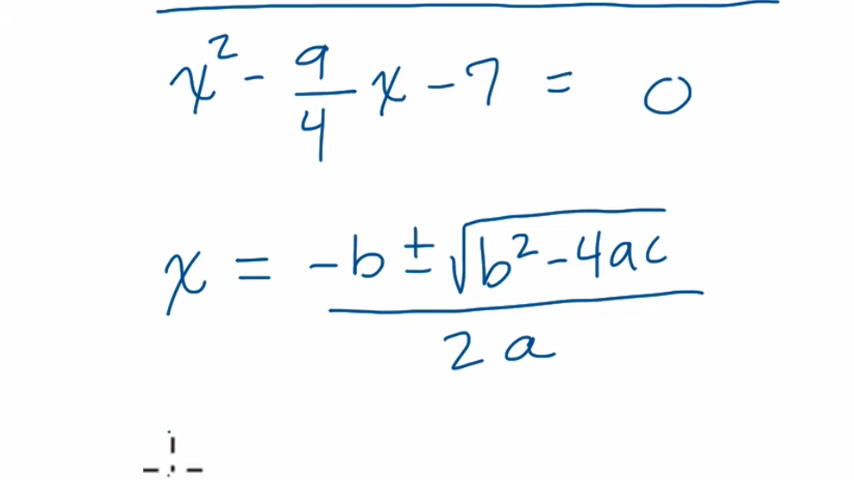 x² - 9/4 x - 7 = 0
x = -b ± √b² - 4ac / 2a